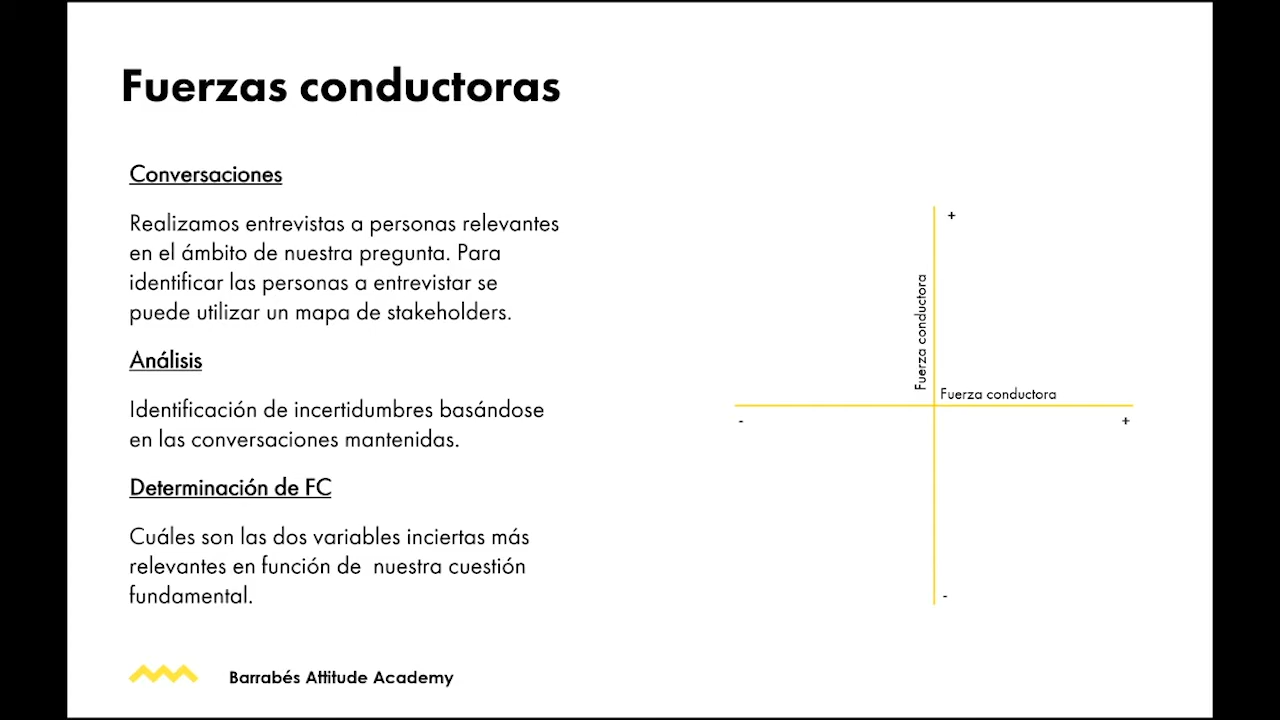 Fuerzas conductoras
Conversaciones
Realizamos entrevistas a personas relevantes
en el ámbito de nuestra pregunta. Para
identificar las personas a entrevistar se
puede utilizar un mapa de stakeholders.
Análisis
Identificación de incertidumbres basándose
en las conversaciones mantenidas.
Determinación de FC
Cuáles son las dos variables inciertas más
relevantes en función de  nuestra cuestión
fundamental.
+
Fuerza conductora
Fuerza conductora
-
+
-
Barrabés Attitude Academy